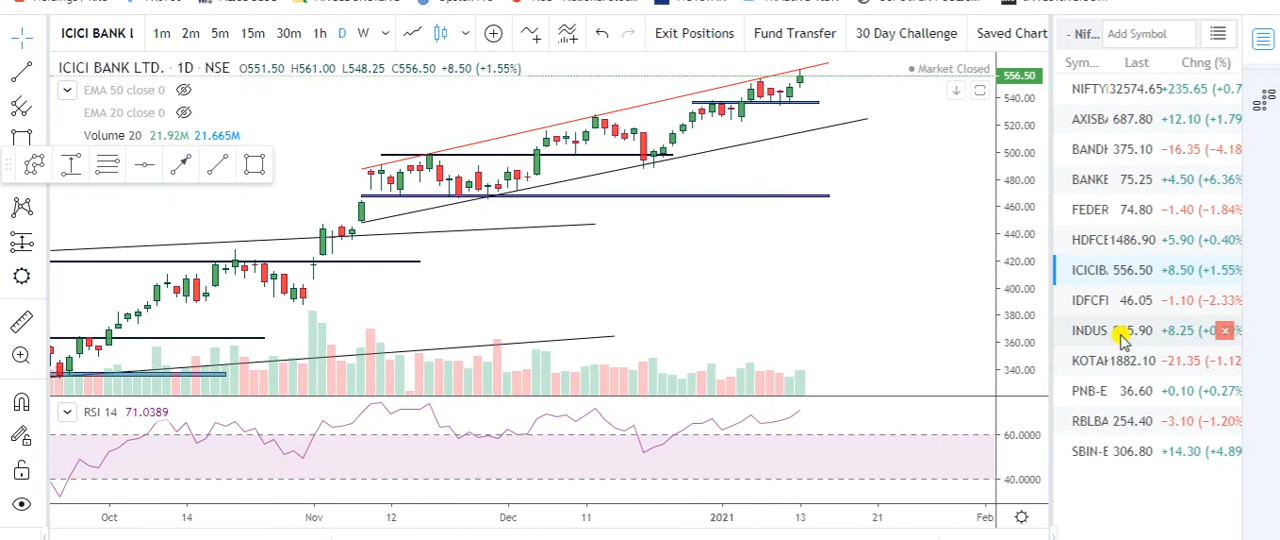 ICICI BANK L 1m 2m 5m 15m 30m 1h D W Exit Positions Fund Transfer 30 Day Challenge Saved Chart
- Nif... Add Symbol
ICICI BANK LTD. · 1D · NSE O551.50 H561.00 L548.25 C556.50 +8.50 (+1.55%)
Market Closed
EMA 50 close 0
EMA 20 close 0
Volume 20 21.92M 21.665M
556.50
540.00
520.00
500.00
480.00
460.00
440.00
420.00
400.00
380.00
360.00
340.00
RSI 14 71.0389
60.0000
40.0000
Oct 14 Nov 12 Dec 11 2021 13 21 Feb
Sym... Last Chng (%)
NIFTY 32574.65 +235.65 (+0.7
AXISB 687.80 +12.10 (+1.79
BANDH 375.10 −16.35 (−4.18
BANKE 75.25 +4.50 (+6.36%
FEDER 74.80 −1.40 (−1.84%
HDFCE 1486.90 +5.90 (+0.40%
ICICIB. 556.50 +8.50 (+1.55%
IDFCFI 46.05 −1.10 (−2.33%
INDUS 5.90 +8.25
KOTAH 1882.10 −21.35 (−1.12
PNB-E 36.60 +0.10 (+0.27%
RBLBA 254.40 −3.10 (−1.20%
SBIN-E 306.80 +14.30 (+4.89